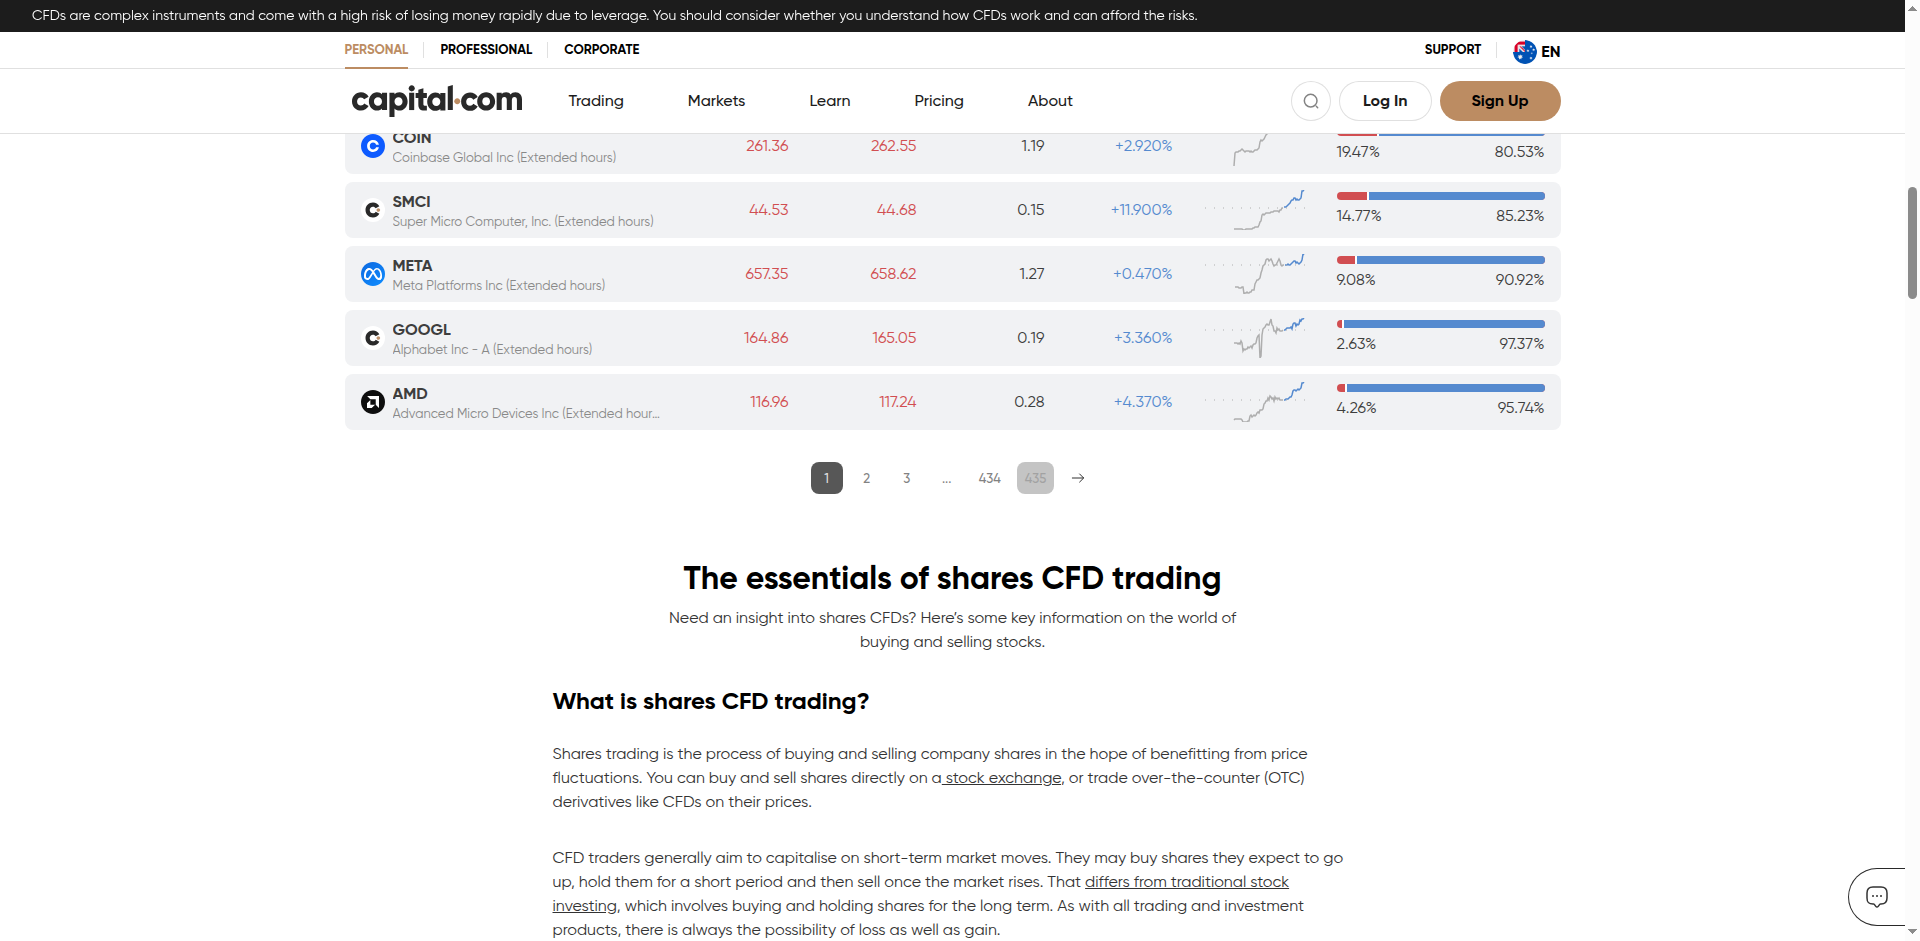 CFDs are complex instruments and come with a high risk of losing money rapidly due to leverage. You should consider whether you understand how CFDs work and can afford the risks.
PERSONAL PROFESSIONAL CORPORATE SUPPORT EN
capital.com Trading Markets Learn Pricing About Log In Sign Up
COIN
Coinbase Global Inc (Extended hours) 261.36 262.55 1.19 +2.920% 19.47% 80.53%
SMCI
Super Micro Computer, Inc. (Extended hours) 44.53 44.68 0.15 +11.900% 14.77% 85.23%
META
Meta Platforms Inc (Extended hours) 657.35 658.62 1.27 +0.470% 9.08% 90.92%
GOOGL
Alphabet Inc - A (Extended hours) 164.86 165.05 0.19 +3.360% 2.63% 97.37%
AMD
Advanced Micro Devices Inc (Extended hour... 116.96 117.24 0.28 +4.370% 4.26% 95.74%
1 2 3 ... 434 435
The essentials of shares CFD trading
Need an insight into shares CFDs? Here's some key information on the world of
buying and selling stocks.
What is shares CFD trading?
Shares trading is the process of buying and selling company shares in the hope of benefitting from price
fluctuations. You can buy and sell shares directly on a stock exchange, or trade over-the-counter (OTC)
derivatives like CFDs on their prices.
CFD traders generally aim to capitalise on short-term market moves. They may buy shares they expect to go
up, hold them for a short period and then sell once the market rises. That differs from traditional stock
investing, which involves buying and holding shares for the long term. As with all trading and investment
products, there is always the possibility of loss as well as gain.